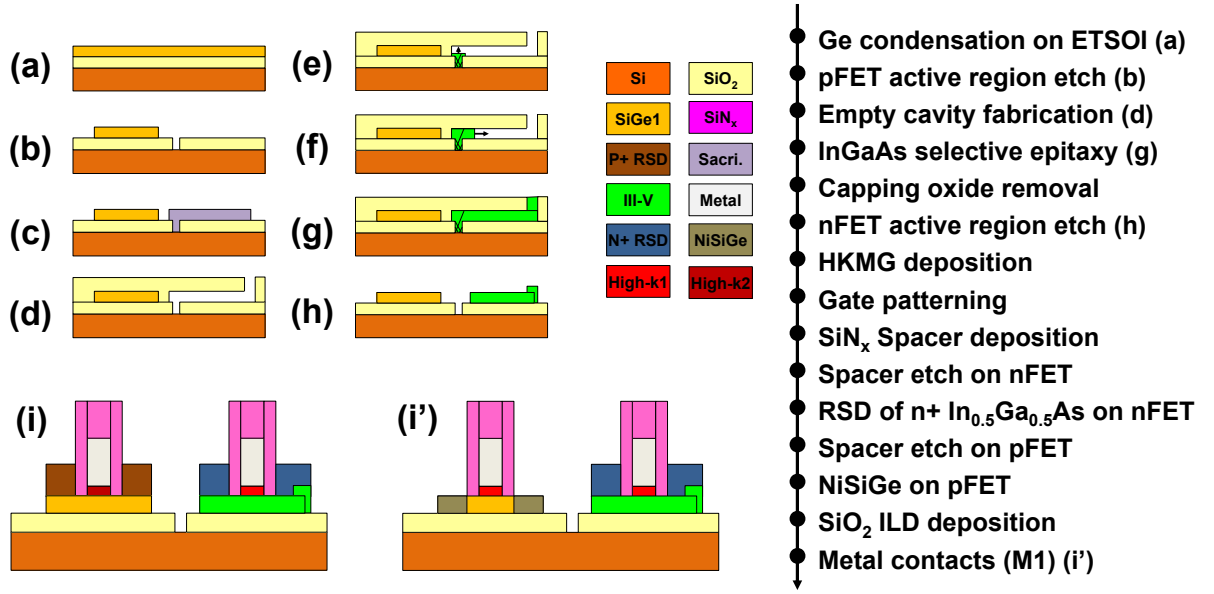 (a)
(b)
(c)
(d)
(e)
(f)
(g)
(h)
(i)
(i’)
Si
SiO2
SiGe1
SiNx
P+ RSD
Sacri.
III-V
Metal
N+ RSD
NiSiGe
High-k1
High-k2
Ge condensation on ETSOI (a)
pFET active region etch (b)
Empty cavity fabrication (d)
InGaAs selective epitaxy (g)
Capping oxide removal
nFET active region etch (h)
HKMG deposition
Gate patterning
SiNx Spacer deposition
Spacer etch on nFET
RSD of n+ In0.5Ga0.5As on nFET
Spacer etch on pFET
NiSiGe on pFET
SiO2 ILD deposition
Metal contacts (M1) (i’)